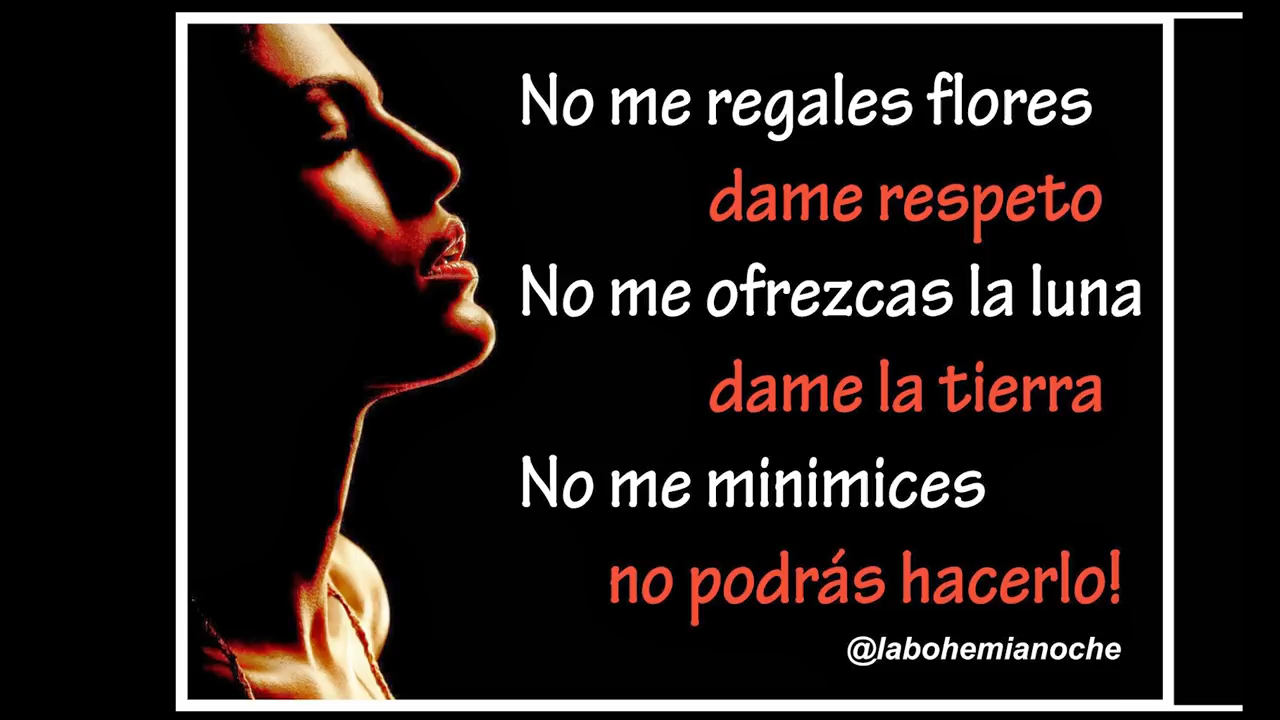 No me regales flores
dame respeto
No me ofrezcas la luna
dame la tierra
No me minimices
no podrás hacerlo!
@labohemianoche